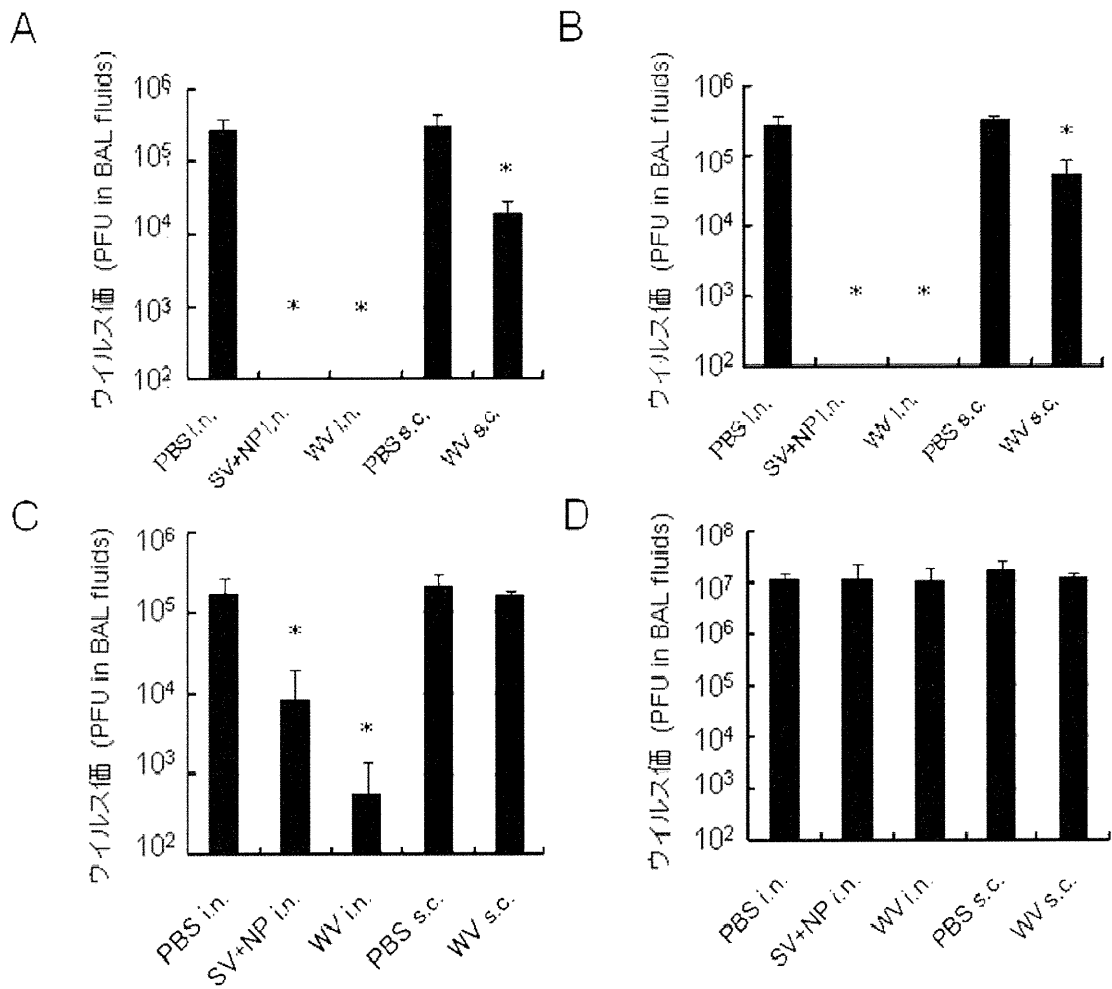 A
ウィルス価 (PFU in BAL fluids)
10⁶
10⁵
10⁴
10³
10²
*
*
*
PBS i.n.
SV+NP i.n.
WV i.n.
PBS s.c.
WV s.c.
B
ウィルス価 (PFU in BAL fluids)
10⁶
10⁵
10⁴
10³
10²
*
*
*
PBS i.n.
SV+NP i.n.
WV i.n.
PBS s.c.
WV s.c.
C
ウィルス価 (PFU in BAL fluids)
10⁶
10⁵
10⁴
10³
10²
*
*
PBS i.n.
SV+NP i.n.
WV i.n.
PBS s.c.
WV s.c.
D
ウィルス価 (PFU in BAL fluids)
10⁸
10⁷
10⁶
10⁵
10⁴
10³
10²
PBS i.n.
SV+NP i.n.
WV i.n.
PBS s.c.
WV s.c.